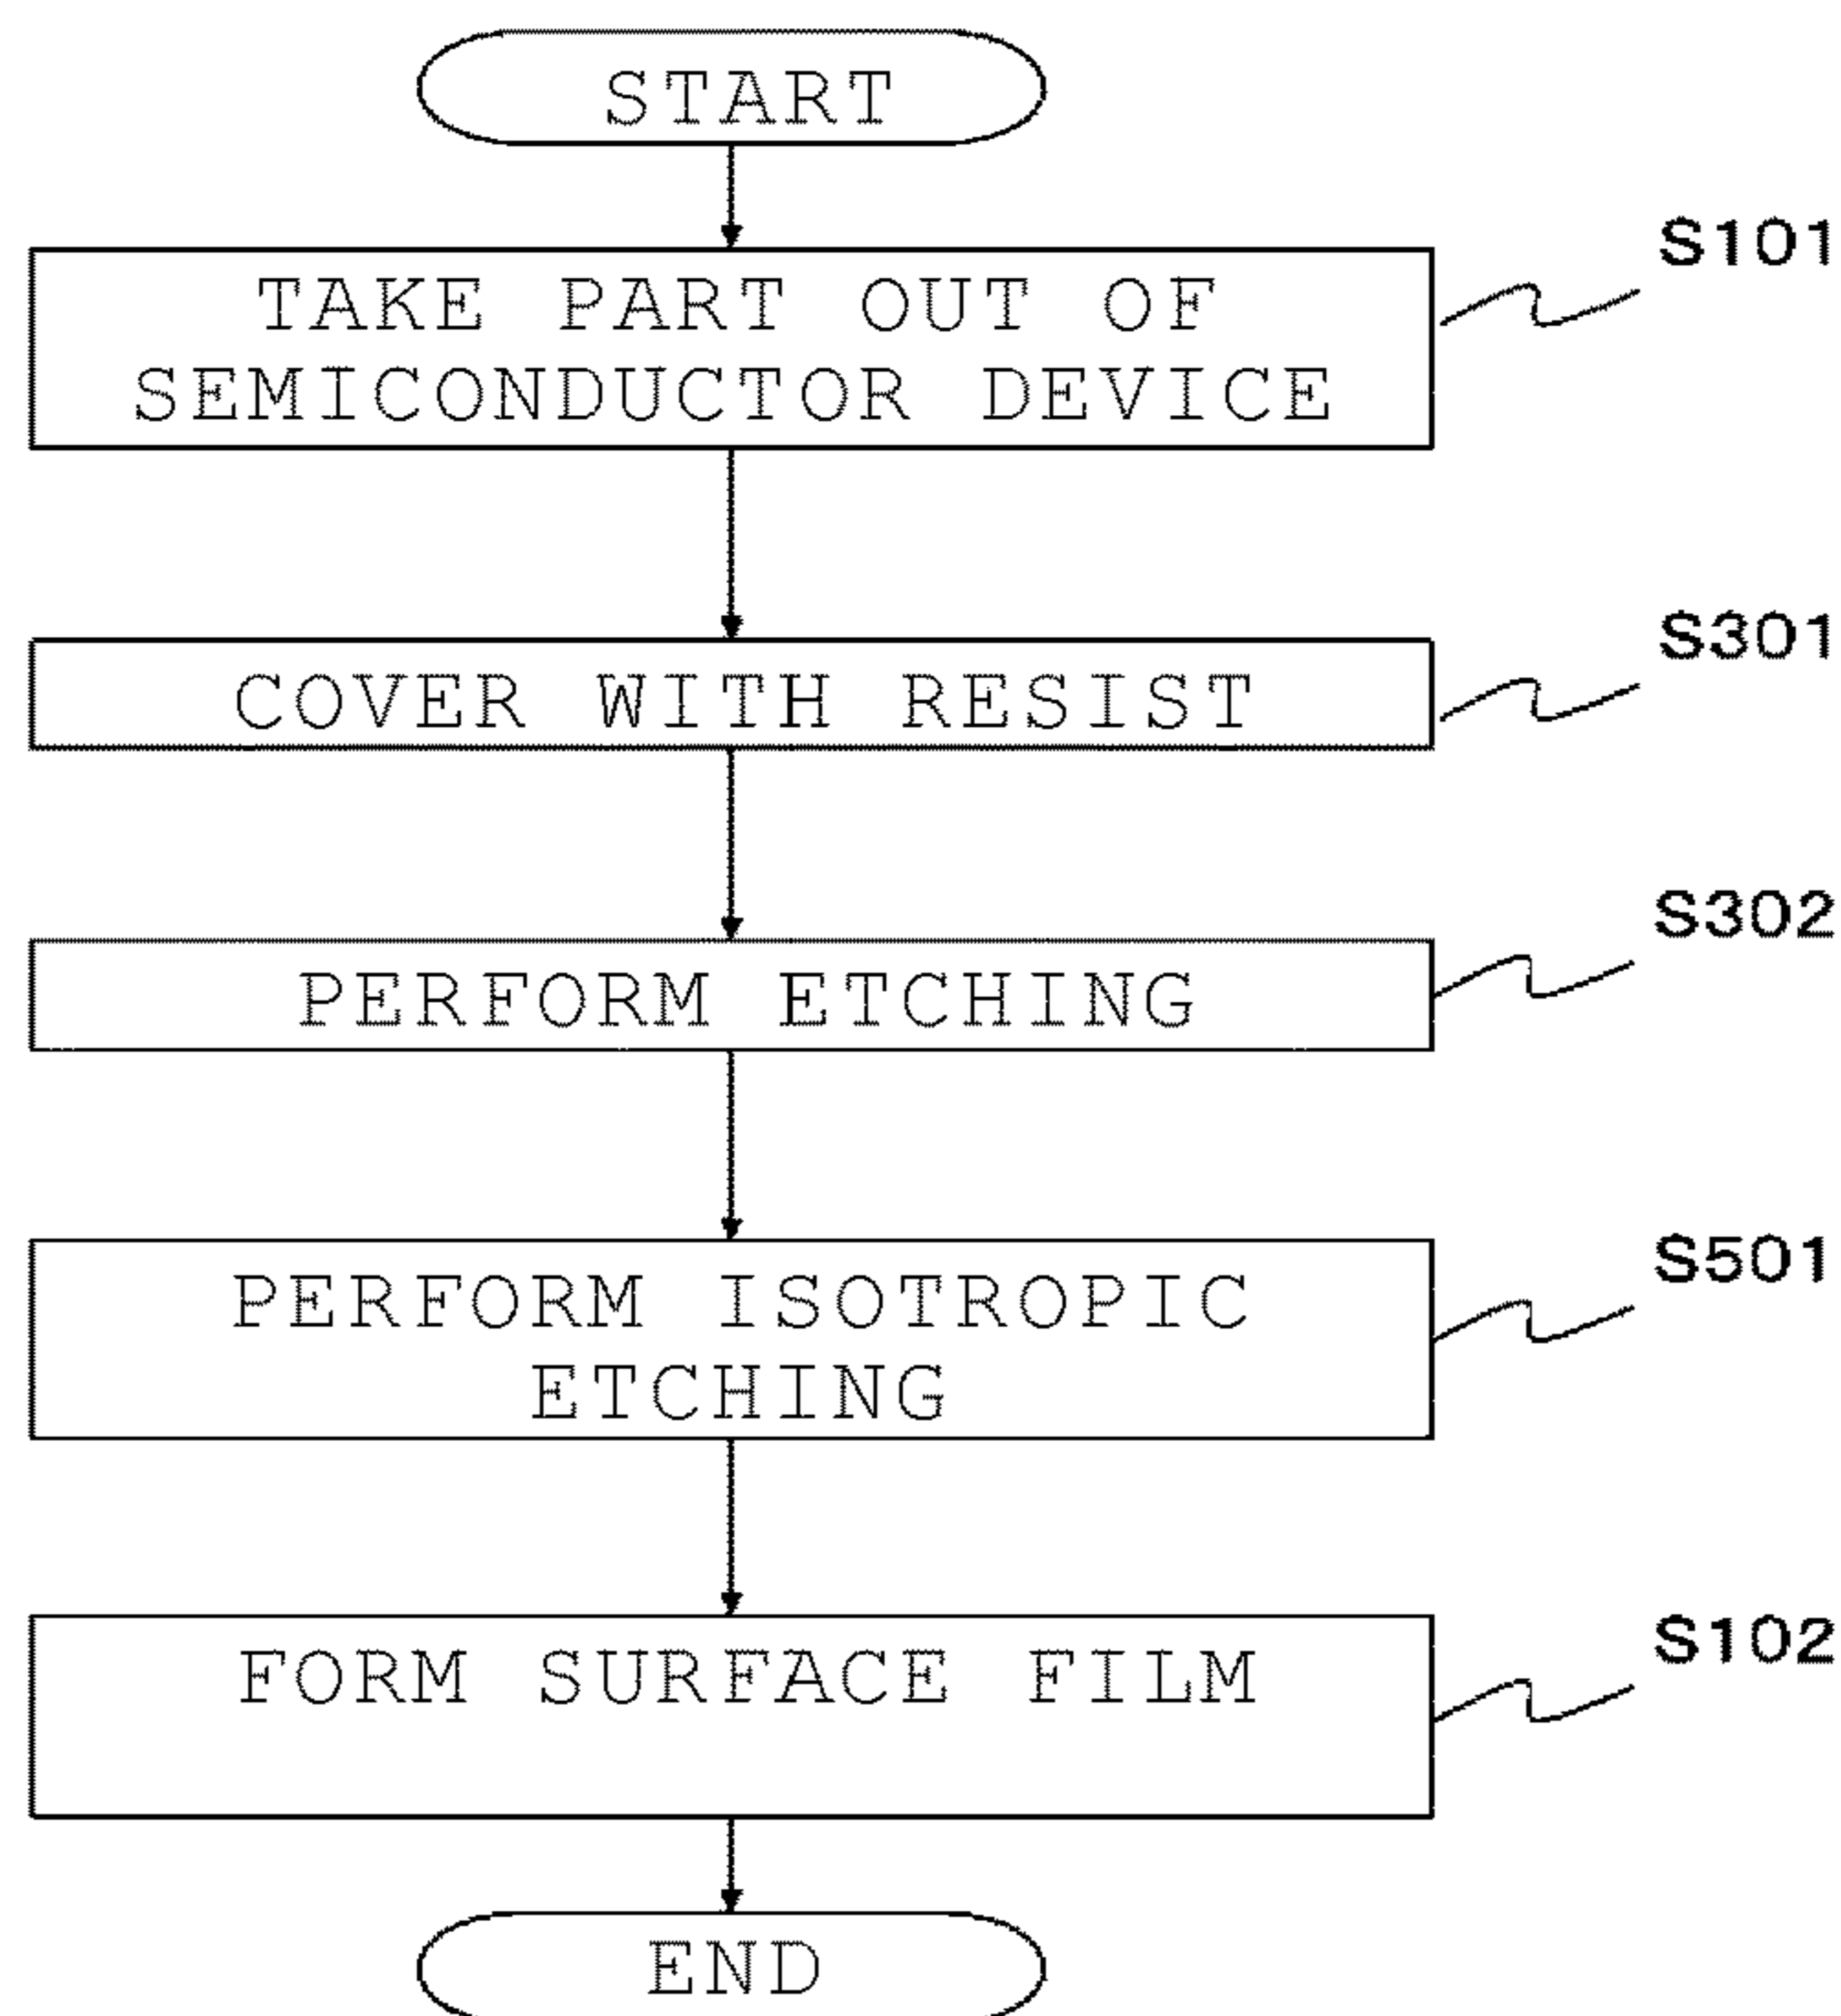 START
S101
TAKE PART OUT OF
SEMICONDUCTOR DEVICE
S301
COVER WITH RESIST
S302
PERFORM ETCHING
S501
PERFORM ISOTROPIC
ETCHING
S102
FORM SURFACE FILM
END